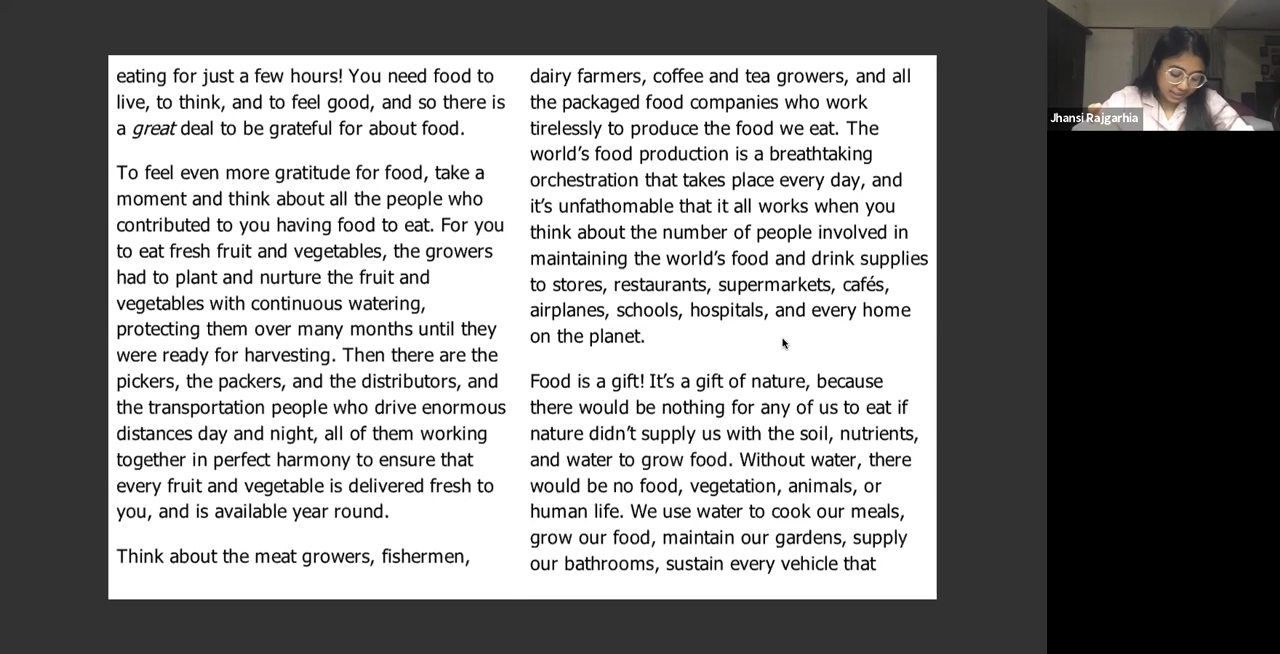 eating for just a few hours! You need food to
live, to think, and to feel good, and so there is
a great deal to be grateful for about food.
To feel even more gratitude for food, take a
moment and think about all the people who
contributed to you having food to eat. For you
to eat fresh fruit and vegetables, the growers
had to plant and nurture the fruit and
vegetables with continuous watering,
protecting them over many months until they
were ready for harvesting. Then there are the
pickers, the packers, and the distributors, and
the transportation people who drive enormous
distances day and night, all of them working
together in perfect harmony to ensure that
every fruit and vegetable is delivered fresh to
you, and is available year round.
Think about the meat growers, fishermen,
dairy farmers, coffee and tea growers, and all
the packaged food companies who work
tirelessly to produce the food we eat. The
world’s food production is a breathtaking
orchestration that takes place every day, and
it’s unfathomable that it all works when you
think about the number of people involved in
maintaining the world’s food and drink supplies
to stores, restaurants, supermarkets, cafés,
airplanes, schools, hospitals, and every home
on the planet.
Food is a gift! It’s a gift of nature, because
there would be nothing for any of us to eat if
nature didn’t supply us with the soil, nutrients,
and water to grow food. Without water, there
would be no food, vegetation, animals, or
human life. We use water to cook our meals,
grow our food, maintain our gardens, supply
our bathrooms, sustain every vehicle that
Jhansi Rajgarhia